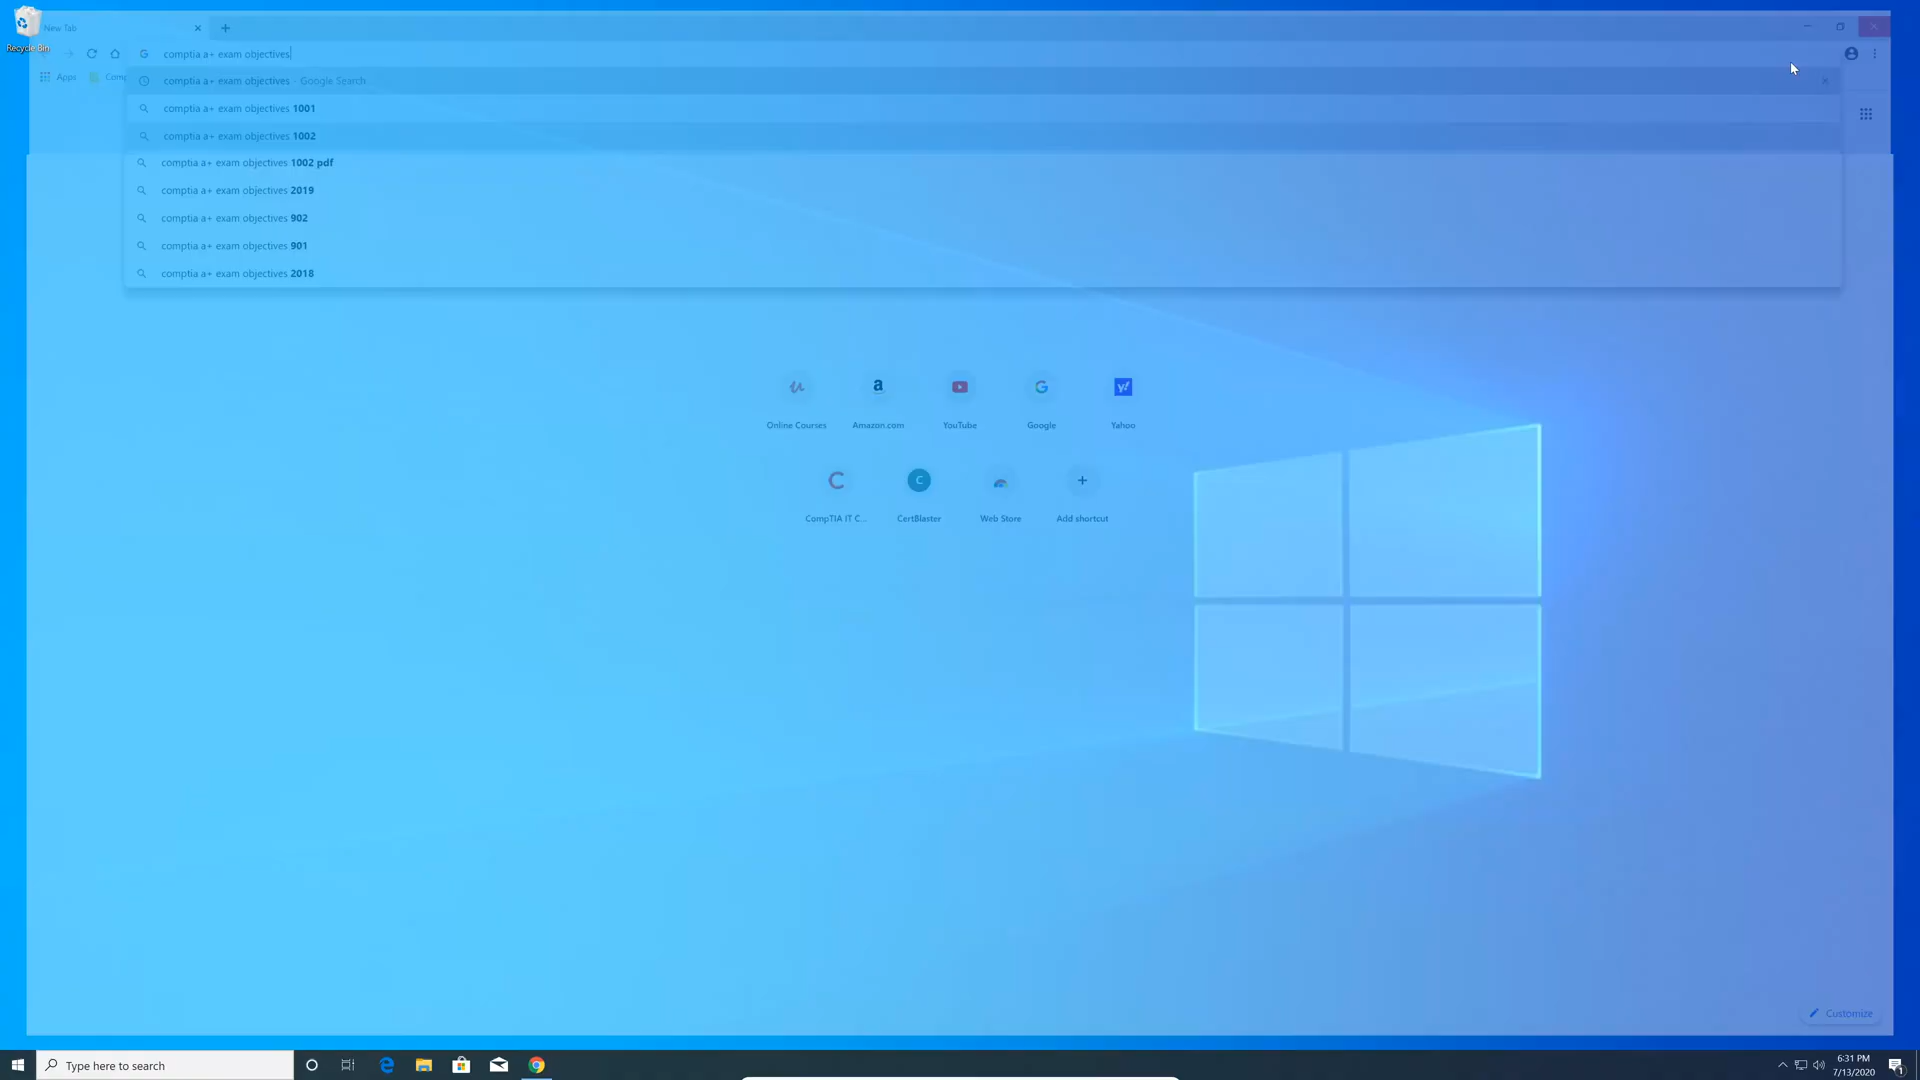 New Tab
comptia a+ exam objectives
Apps
Comp
comptia a+ exam objectives - Google Search
comptia a+ exam objectives 1001
comptia a+ exam objectives 1002
comptia a+ exam objectives 1002 pdf
comptia a+ exam objectives 2019
comptia a+ exam objectives 902
comptia a+ exam objectives 901
comptia a+ exam objectives 2018
Recycle Bin
Online Courses
Amazon.com
YouTube
Google
Yahoo
CompTIA IT C...
CertBlaster
Web Store
Add shortcut
Customize
Type here to search
6:31 PM
7/13/2020
1